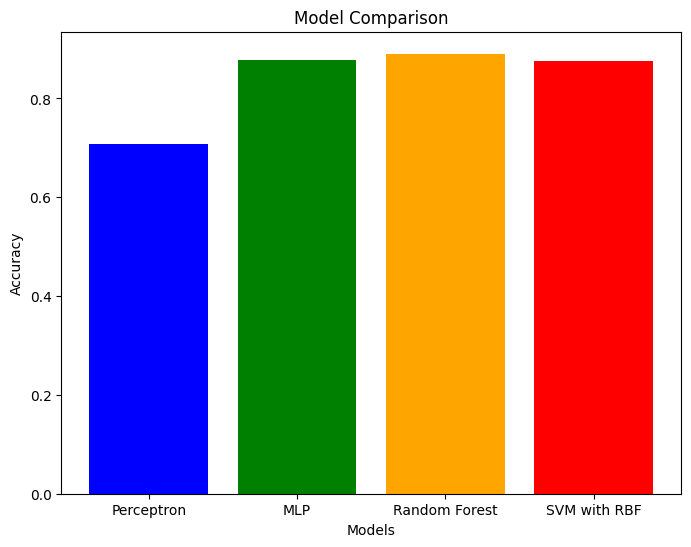 Model Comparison
Accuracy
0.8
0.6
0.4
0.2
0.0
Perceptron
MLP
Random Forest
SVM with RBF
Models